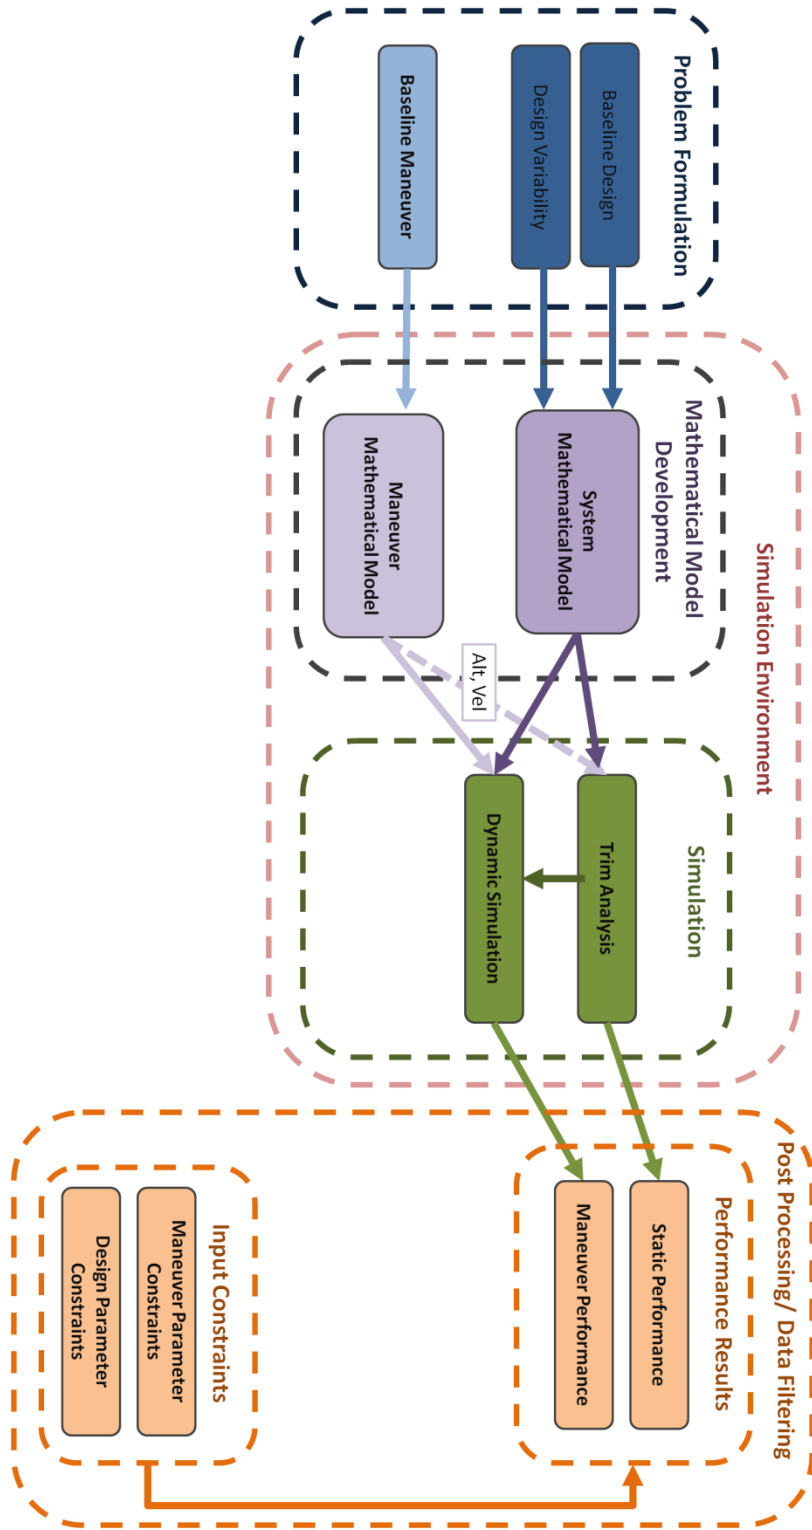 Problem Formulation
Baseline Design
Design Variability
Baseline Maneuver
Simulation Environment
Mathematical Model
Development
System
Mathematical Model
Maneuver
Mathematical Model
Alt, Vel
Simulation
Trim Analysis
Dynamic Simulation
Post Processing/ Data Filtering
Performance Results
Static Performance
Maneuver Performance
Input Constraints
Maneuver Parameter
Constraints
Design Parameter
Constraints